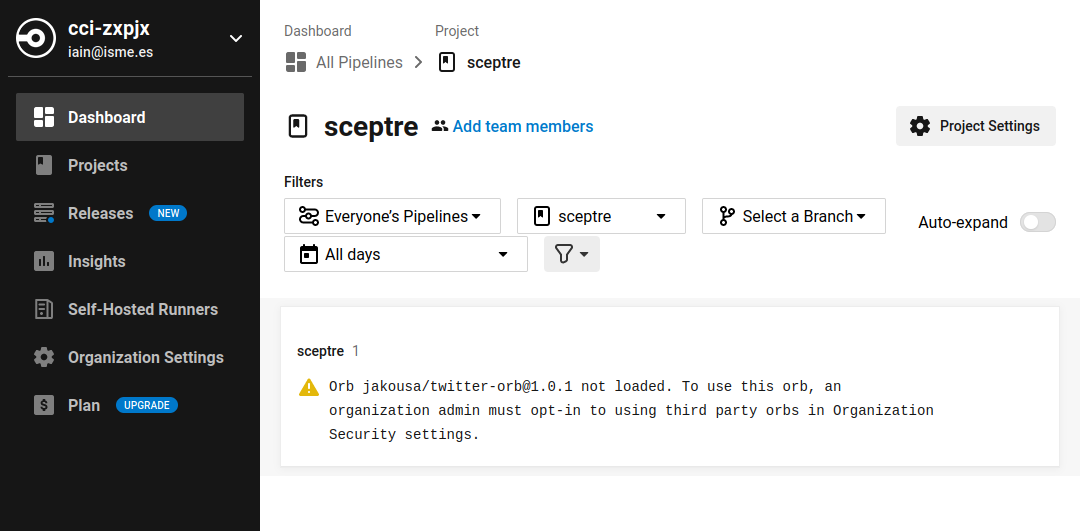 cci-zxpjx
iain@isme.es
Dashboard
Projects
Releases NEW
Insights
Self-Hosted Runners
Organization Settings
Plan UPGRADE
Dashboard Project
All Pipelines sceptre
sceptre Add team members
Project Settings
Filters
Everyone’s Pipelines sceptre Select a Branch Auto-expand
All days
sceptre 1
Orb jakousa/twitter-orb@1.0.1 not loaded. To use this orb, an
organization admin must opt-in to using third party orbs in Organization
Security settings.